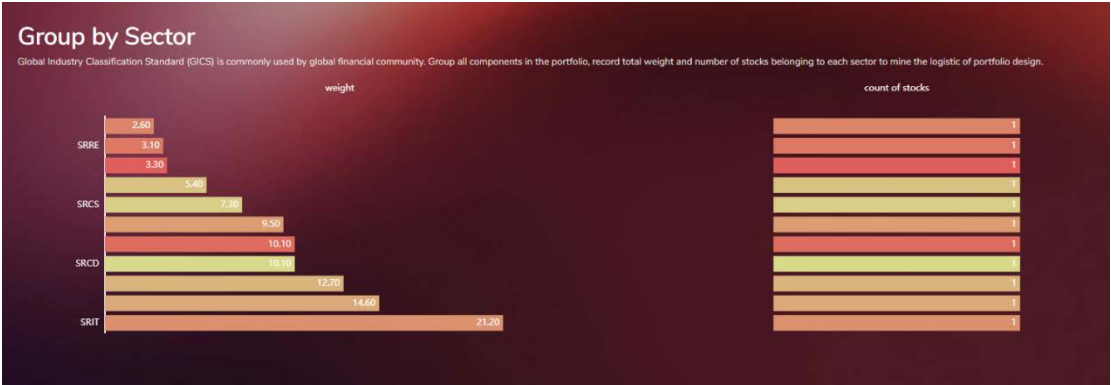 Group by Sector
Global Industry Classification Standard (GICS) is commonly used by global financial community. Group all components in the portfolio, record total weight and number of stocks belonging to each sector to mine the logistic of portfolio design.
weight count of stocks
2.60 1
SRRE 3.10 1
3.30 1
5.40 1
SRCS 7.30 1
9.50 1
10.10 1
SRCD 10.10 1
12.70 1
14.60 1
SRIT 21.20 1